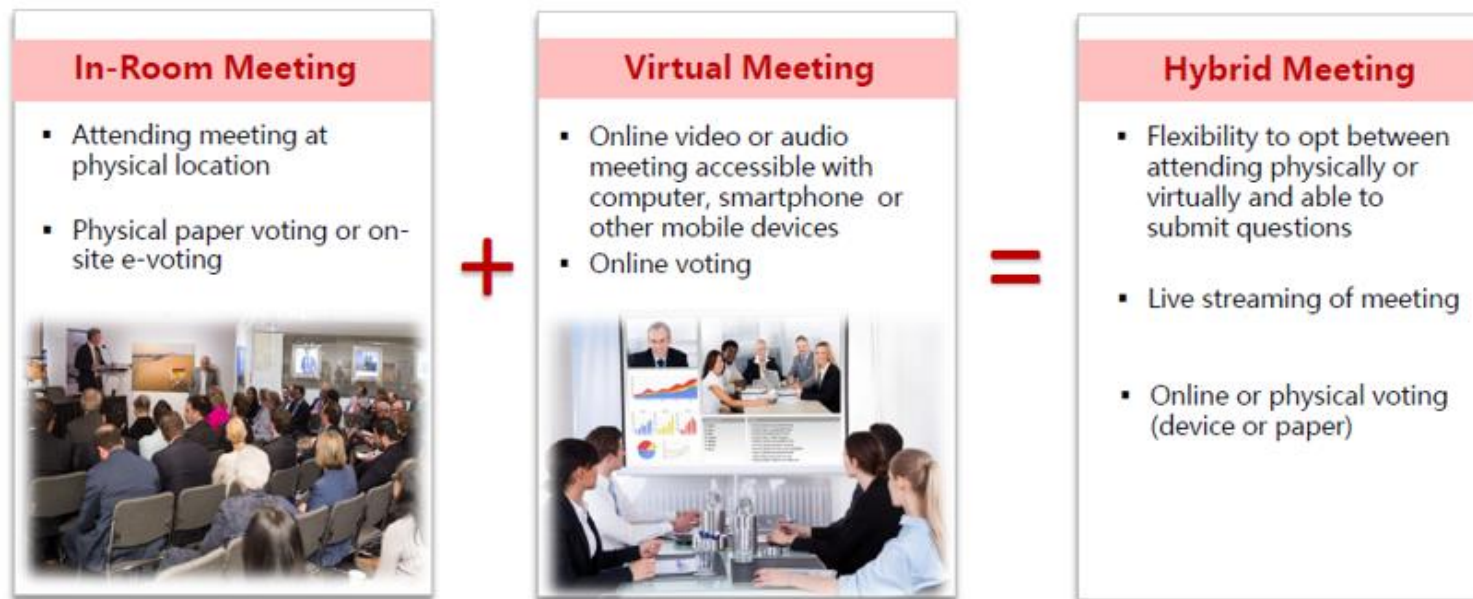 In-Room Meeting
▪ Attending meeting at
physical location
▪ Physical paper voting or on-
site e-voting
+
Virtual Meeting
▪ Online video or audio
meeting accessible with
computer, smartphone or
other mobile devices
▪ Online voting
=
Hybrid Meeting
▪ Flexibility to opt between
attending physically or
virtually and able to
submit questions
▪ Live streaming of meeting
▪ Online or physical voting
(device or paper)